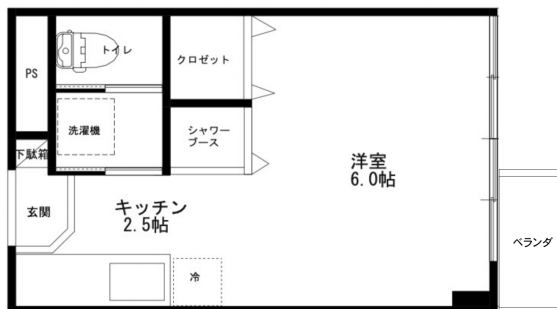 トイレ
PS
クロゼット
洗濯機
シャワー
ブース
下駄箱
洋室
6.0帖
玄関
キッチン
2.5帖
ベランダ
冷